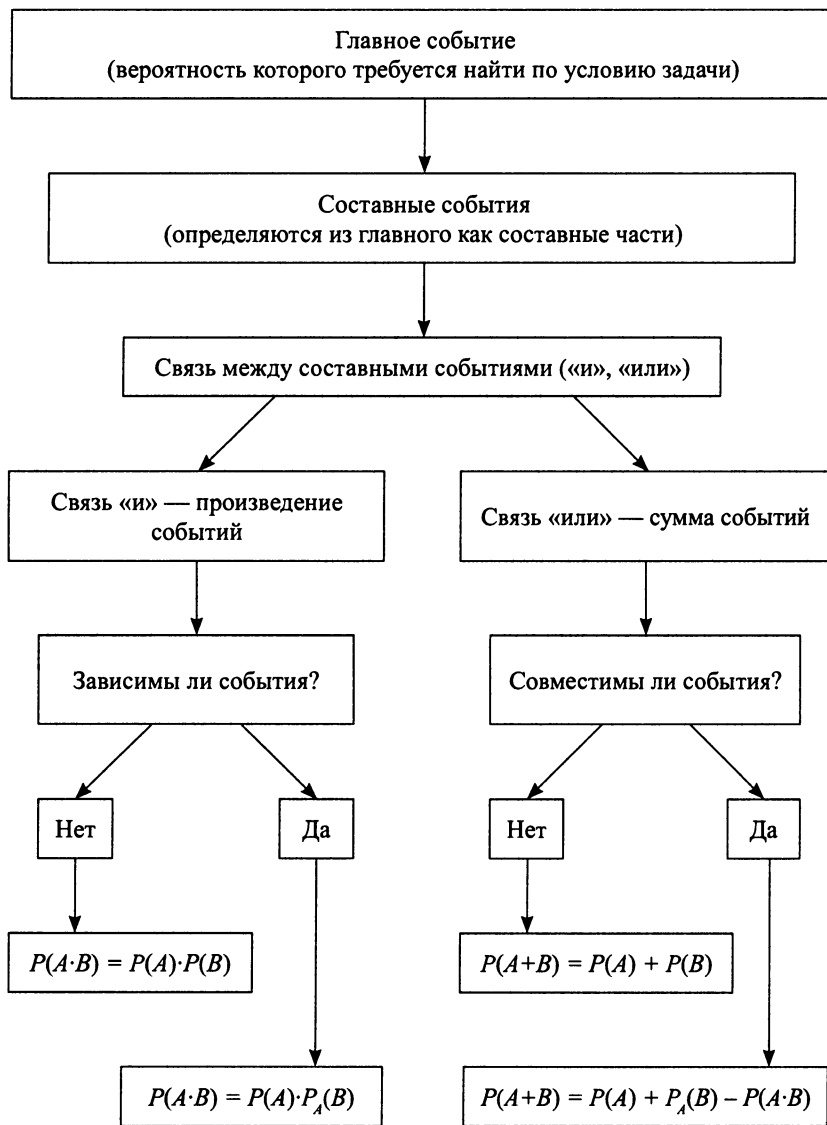 Главное событие
(вероятность которого требуется найти по условию задачи)
Составные события
(определяются из главного как составные части)
Связь между составными событиями («и», «или»)
Связь «и» — произведение
событий
Связь «или» — сумма событий
Зависимы ли события?
Совместимы ли события?
Нет
Да
Нет
Да
P(A·B) = P(A)·P(B)
P(A+B) = P(A) + P(B)
P(A·B) = P(A)·P_A(B)
P(A+B) = P(A) + P_A(B) – P(A·B)